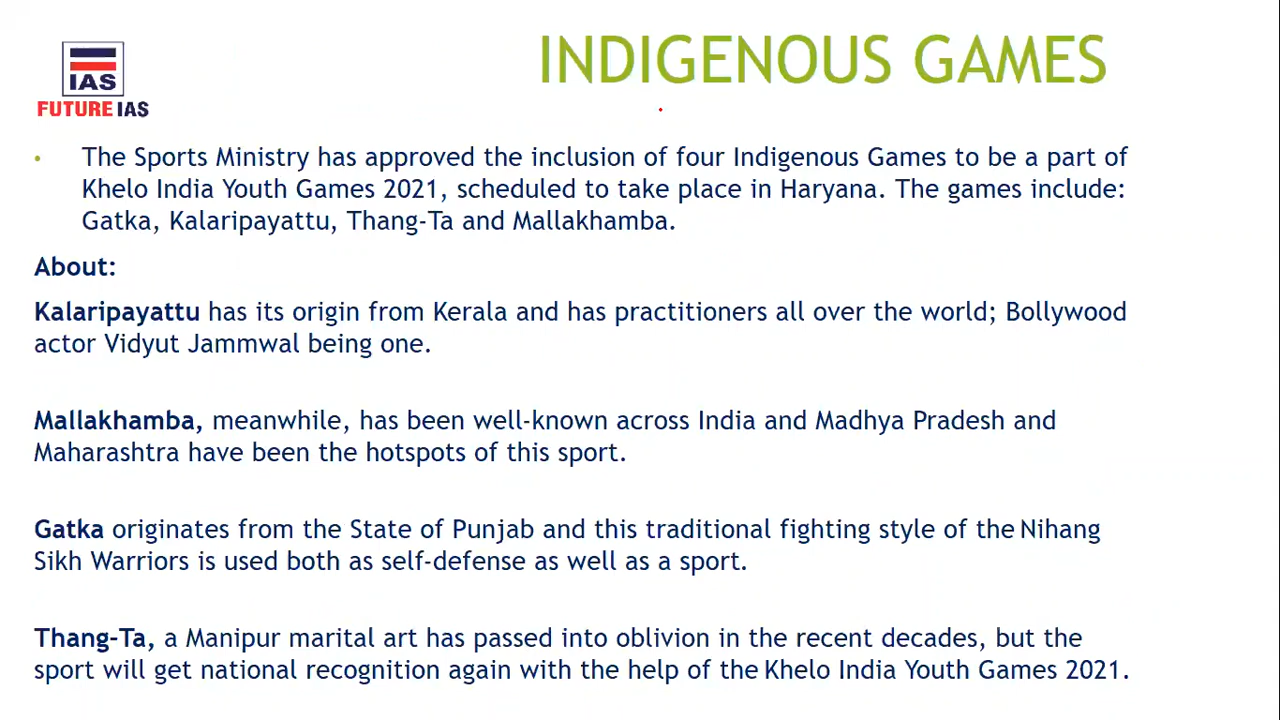 INDIGENOUS GAMES
IAS
FUTURE IAS
• The Sports Ministry has approved the inclusion of four Indigenous Games to be a part of
Khelo India Youth Games 2021, scheduled to take place in Haryana. The games include:
Gatka, Kalaripayattu, Thang-Ta and Mallakhamba.
About:
Kalaripayattu has its origin from Kerala and has practitioners all over the world; Bollywood
actor Vidyut Jammwal being one.
Mallakhamba, meanwhile, has been well-known across India and Madhya Pradesh and
Maharashtra have been the hotspots of this sport.
Gatka originates from the State of Punjab and this traditional fighting style of the Nihang
Sikh Warriors is used both as self-defense as well as a sport.
Thang-Ta, a Manipur marital art has passed into oblivion in the recent decades, but the
sport will get national recognition again with the help of the Khelo India Youth Games 2021.